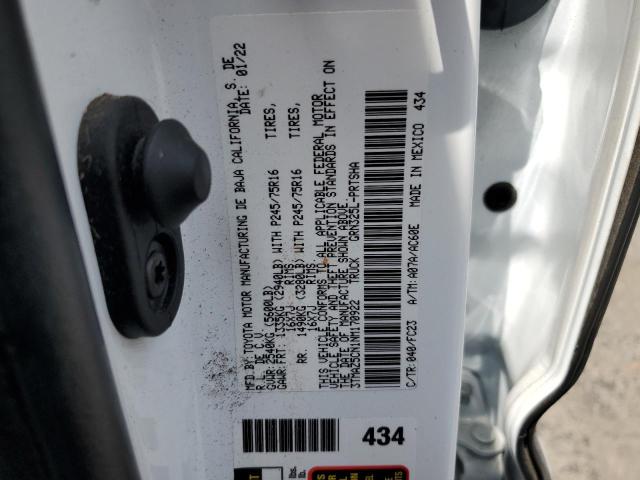 MFD.BY:TOYOTA MOTOR MANUFACTURING DE BAJA CALIFORNIA, S. DE
R.L. DE C.V. DATE: 01/22
GVWR: 2540KG (5600LB)
GAWR: FRT. 1335KG (2940LB) WITH P245/75R16 TIRES,
16X7J RIMS
RR. 1490KG (3280LB) WITH P245/75R16 TIRES,
16X7J RIMS
THIS VEHICLE CONFORMS TO ALL APPLICABLE FEDERAL MOTOR
VEHICLE SAFETY AND THEFT PREVENTION STANDARDS IN EFFECT ON
THE DATE OF MANUFACTURE SHOWN ABOVE.
3TMAZ5CN1NM170922 TRUCK GRN325L-PRTSHA
C/TR:040/FC23 A/TM:A07A/AC60E MADE IN MEXICO 434
434
lbs.
lb.